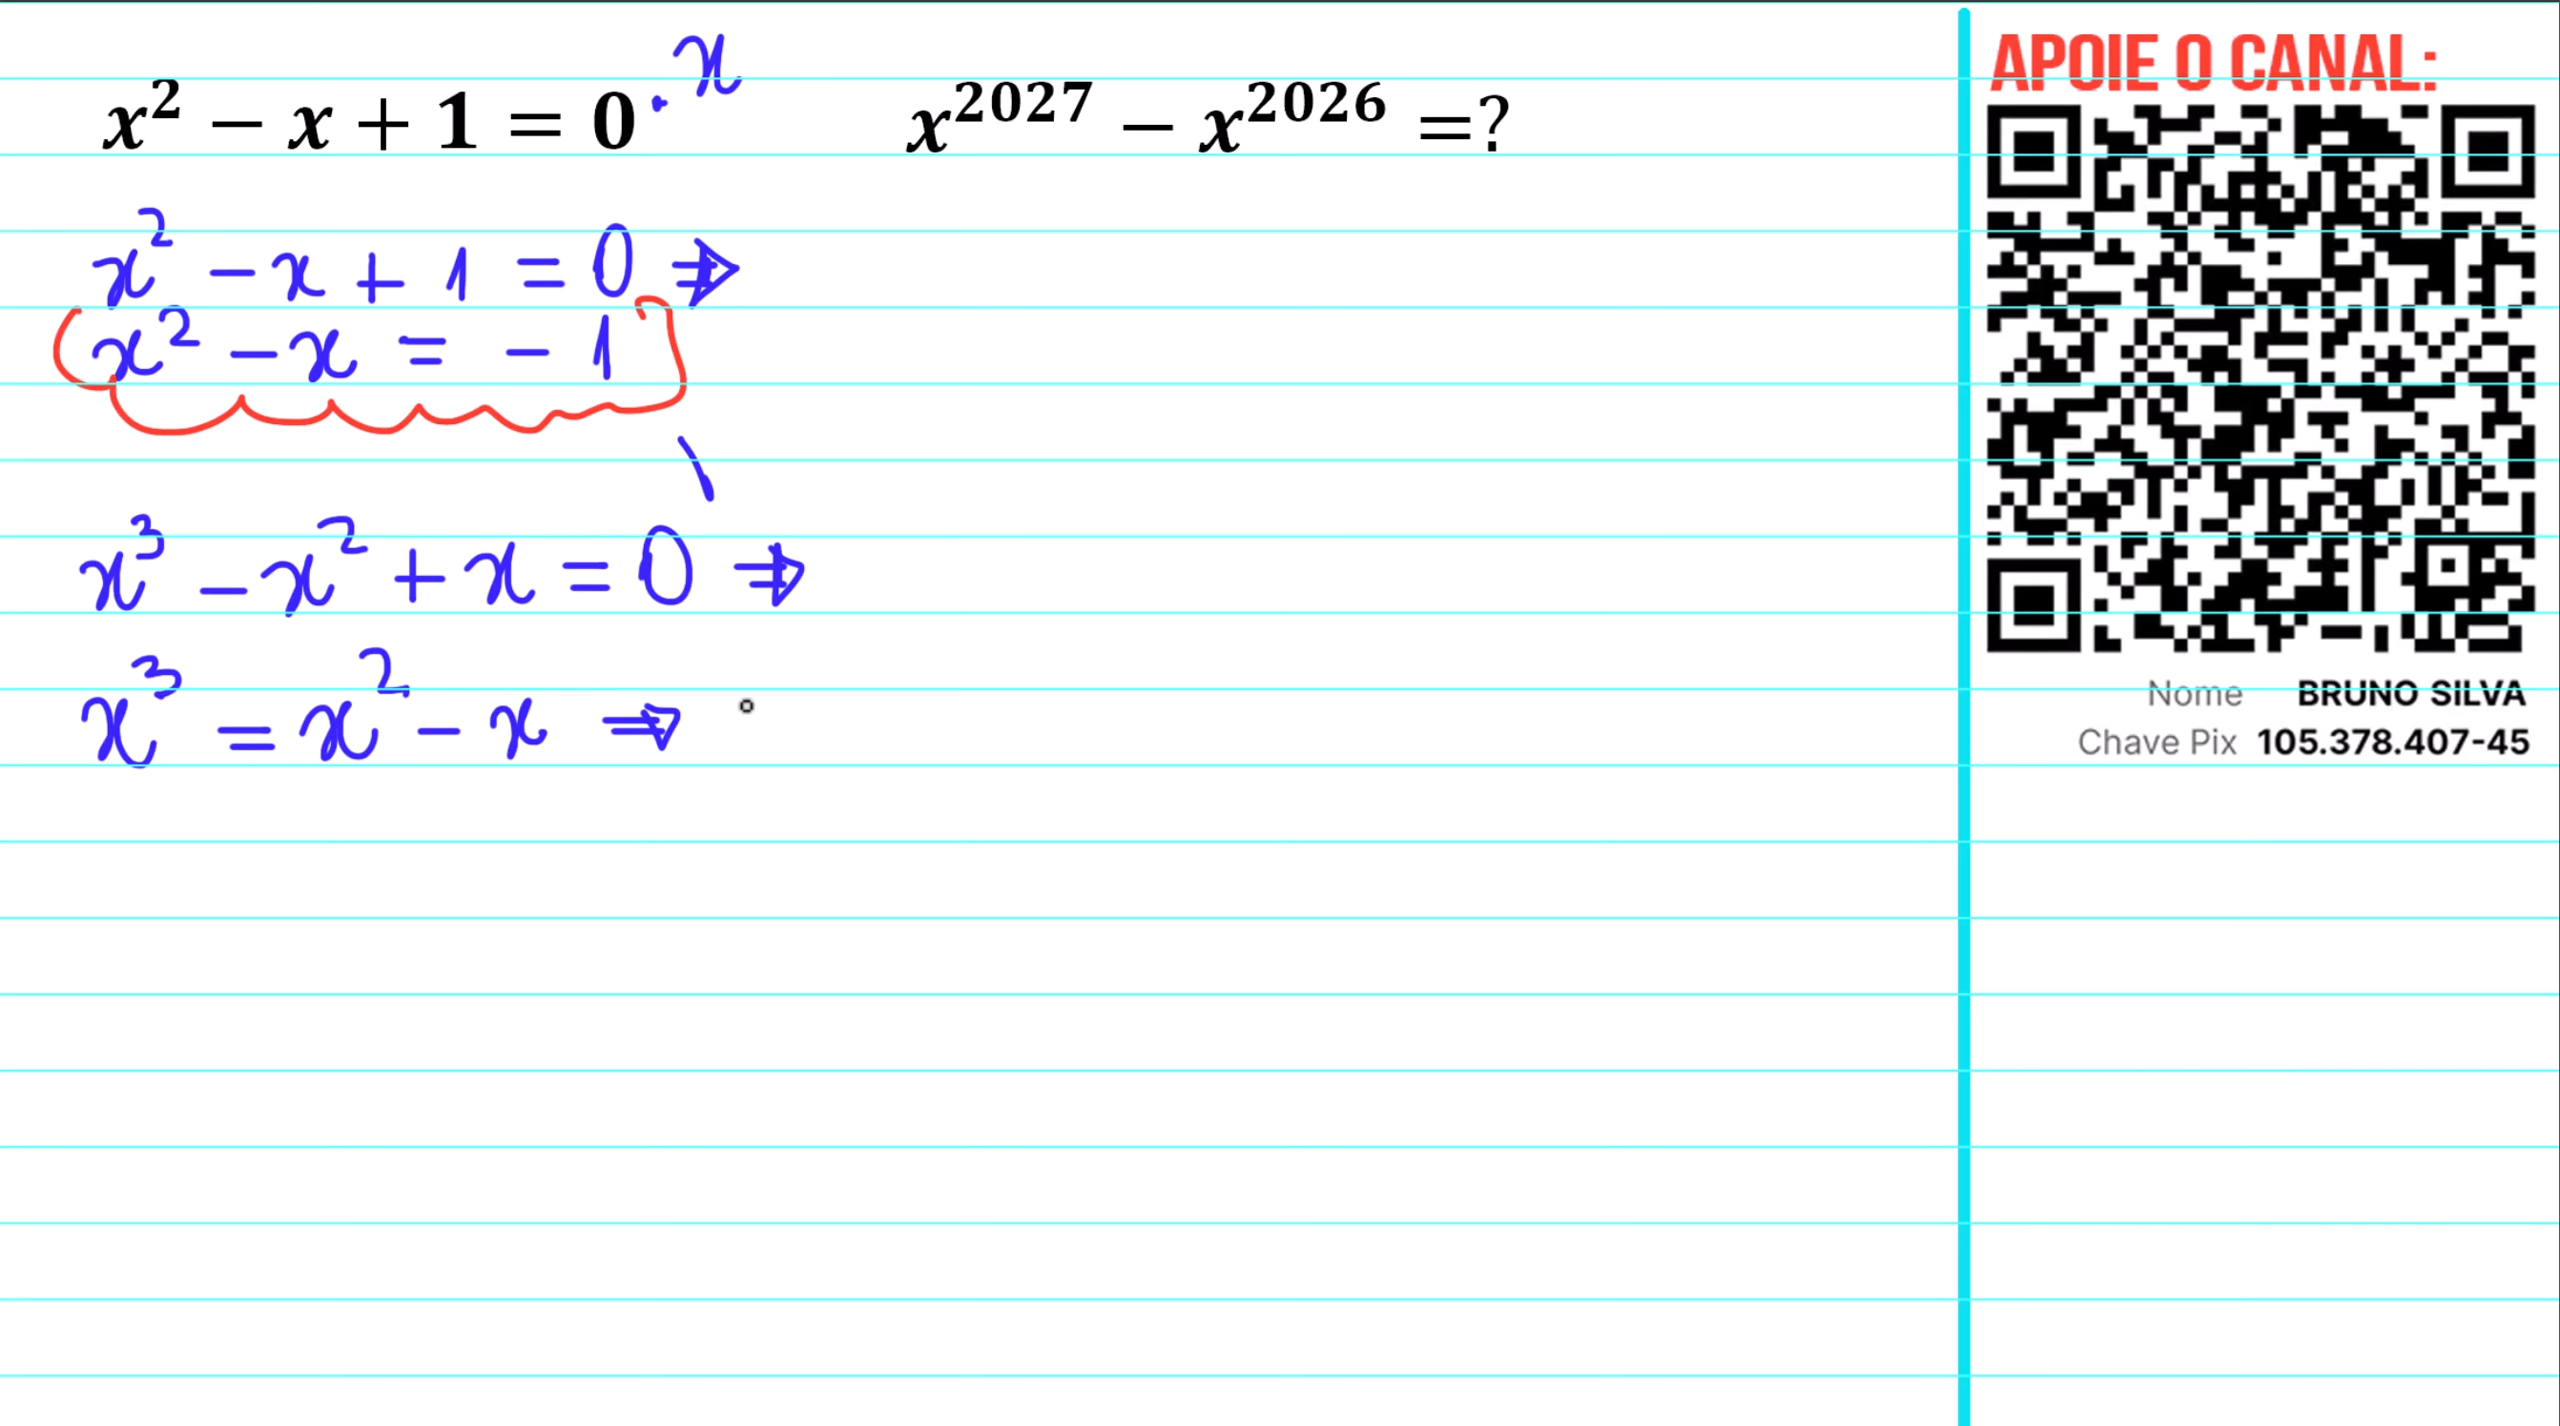 x² − x + 1 = 0 · x
x²⁰²⁷ − x²⁰²⁶ =?
x² − x + 1 = 0 ⇒
x² − x = − 1
x³ − x² + x = 0 ⇒
x³ = x² − x ⇒
APOIE O CANAL:
Nome BRUNO SILVA
Chave Pix 105.378.407-45